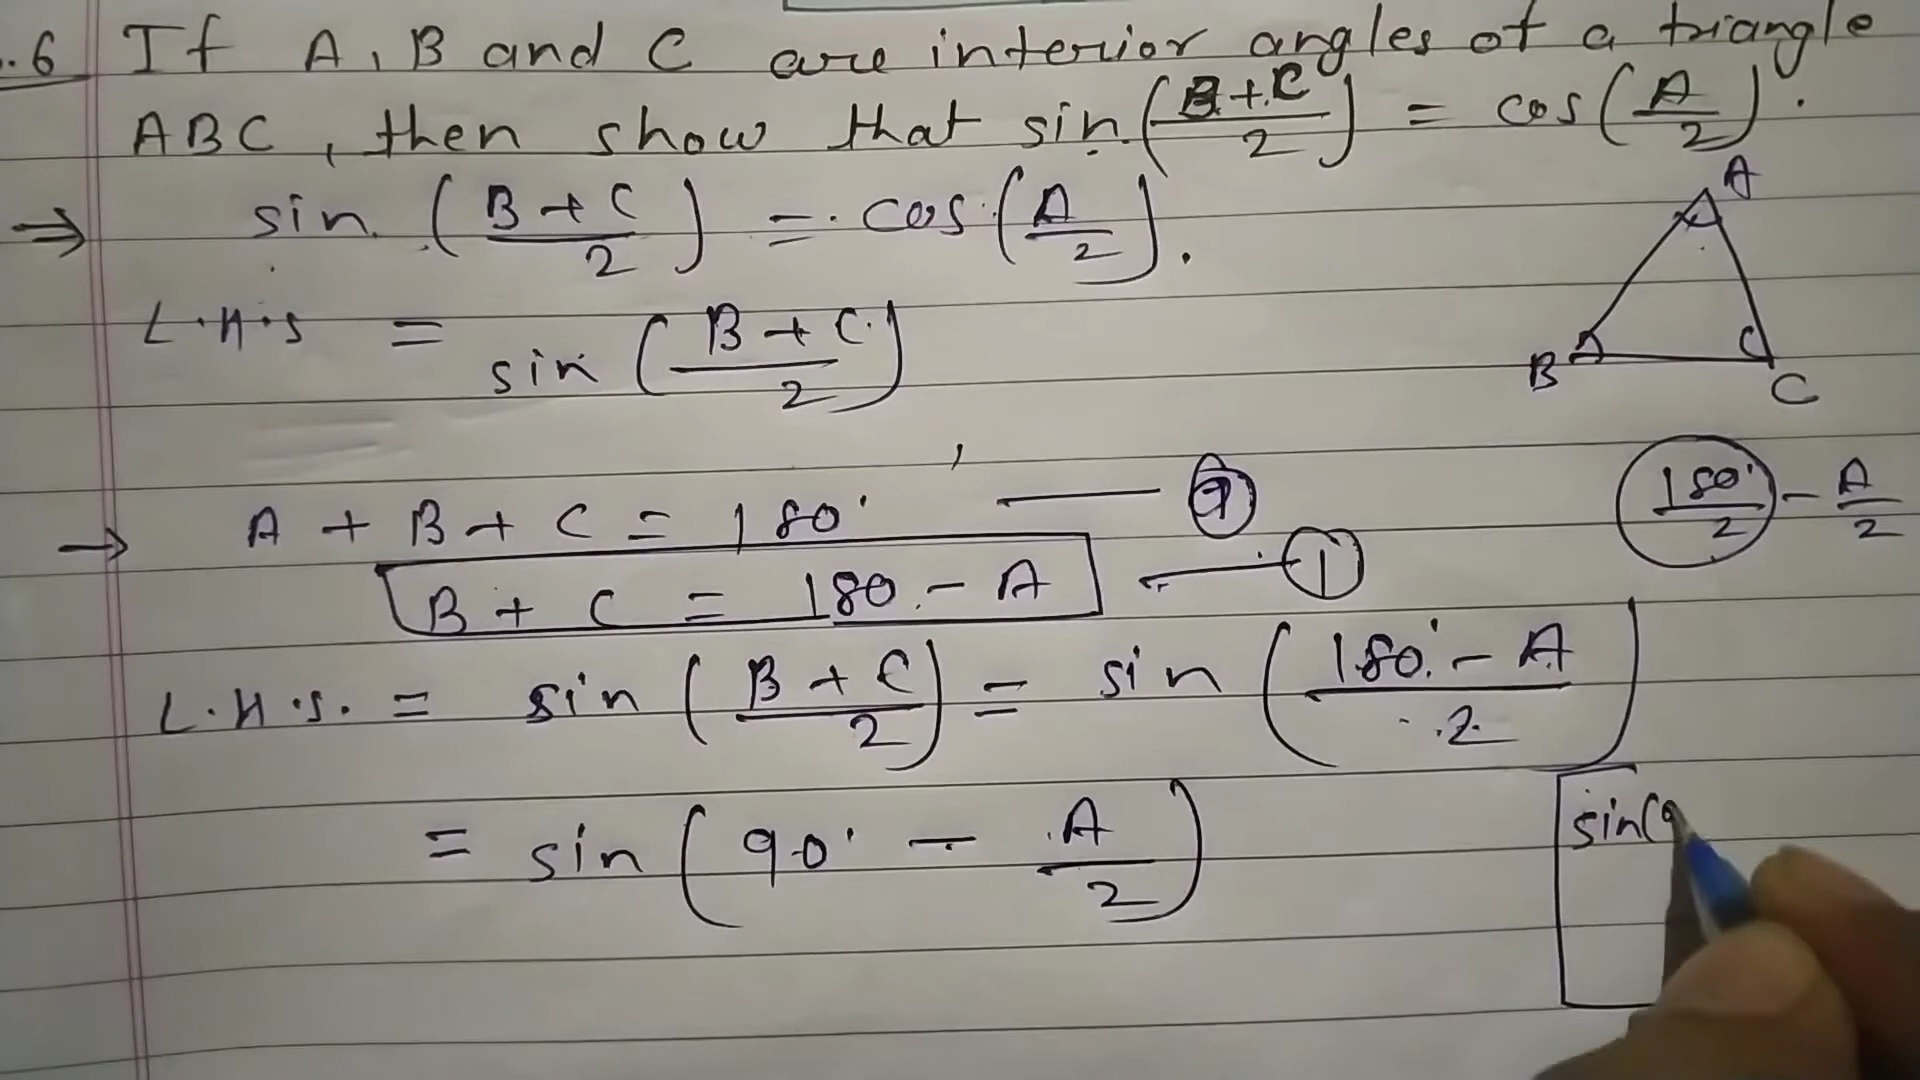 .6 If A, B and C are interior angles of a triangle
ABC, then show that sin((B+C)/2) = cos(A/2).
⇒ sin((B+C)/2) = cos(A/2).
A
B
C
L.H.S = sin((B+C)/2)
→ A + B + C = 180°
180°/2 - A/2
B + C = 180 - A — ①
L.H.S. = sin((B+C)/2) = sin((180° - A)/2)
= sin(90° - A/2)
sin(9